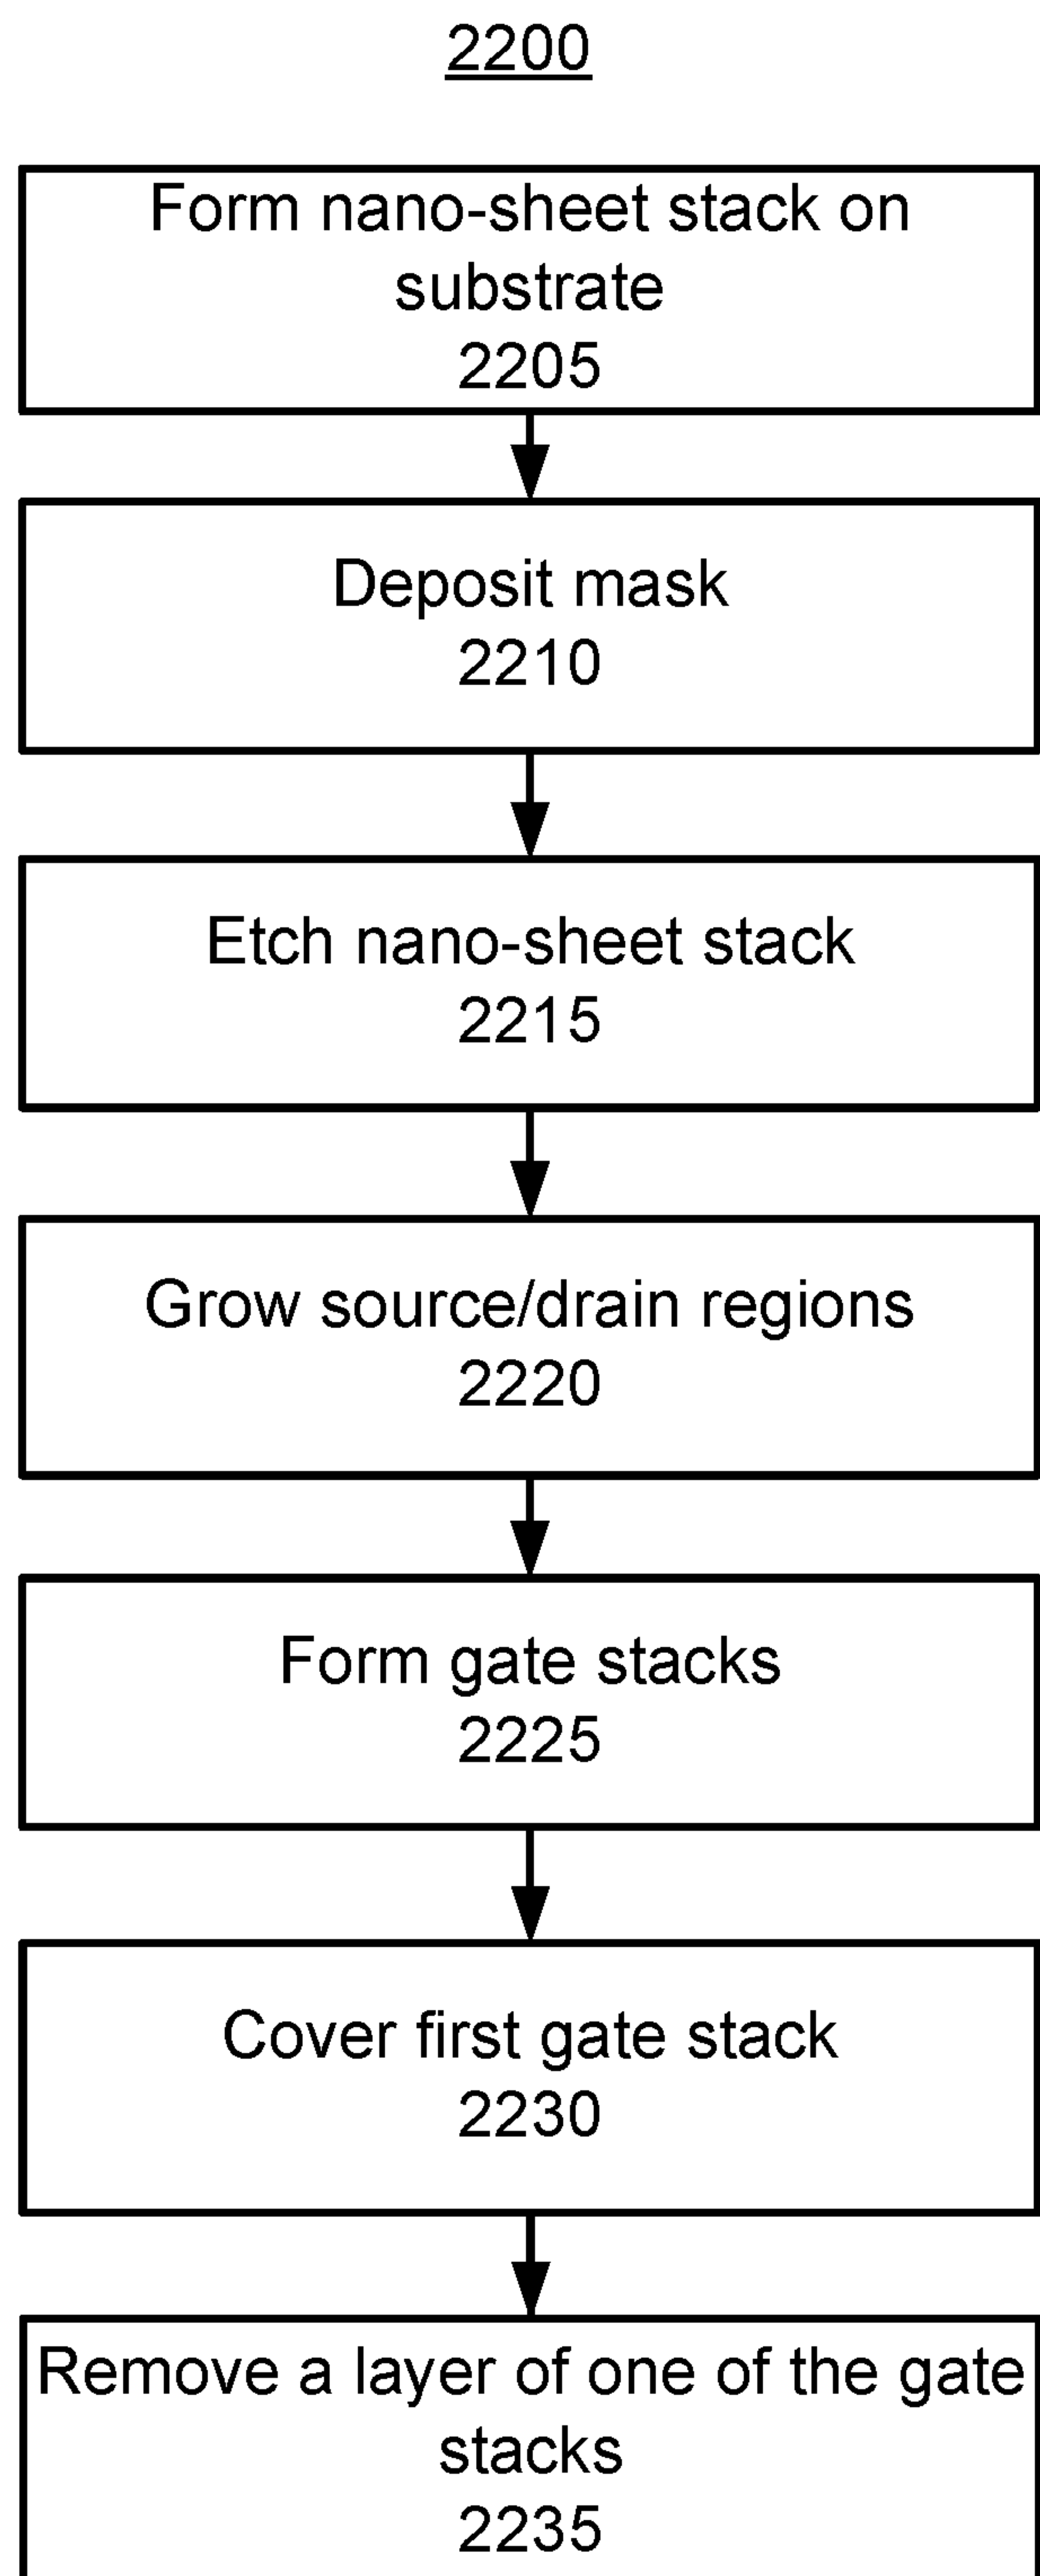 2200
Form nano-sheet stack on
substrate
2205
Deposit mask
2210
Etch nano-sheet stack
2215
Grow source/drain regions
2220
Form gate stacks
2225
Cover first gate stack
2230
Remove a layer of one of the gate
stacks
2235